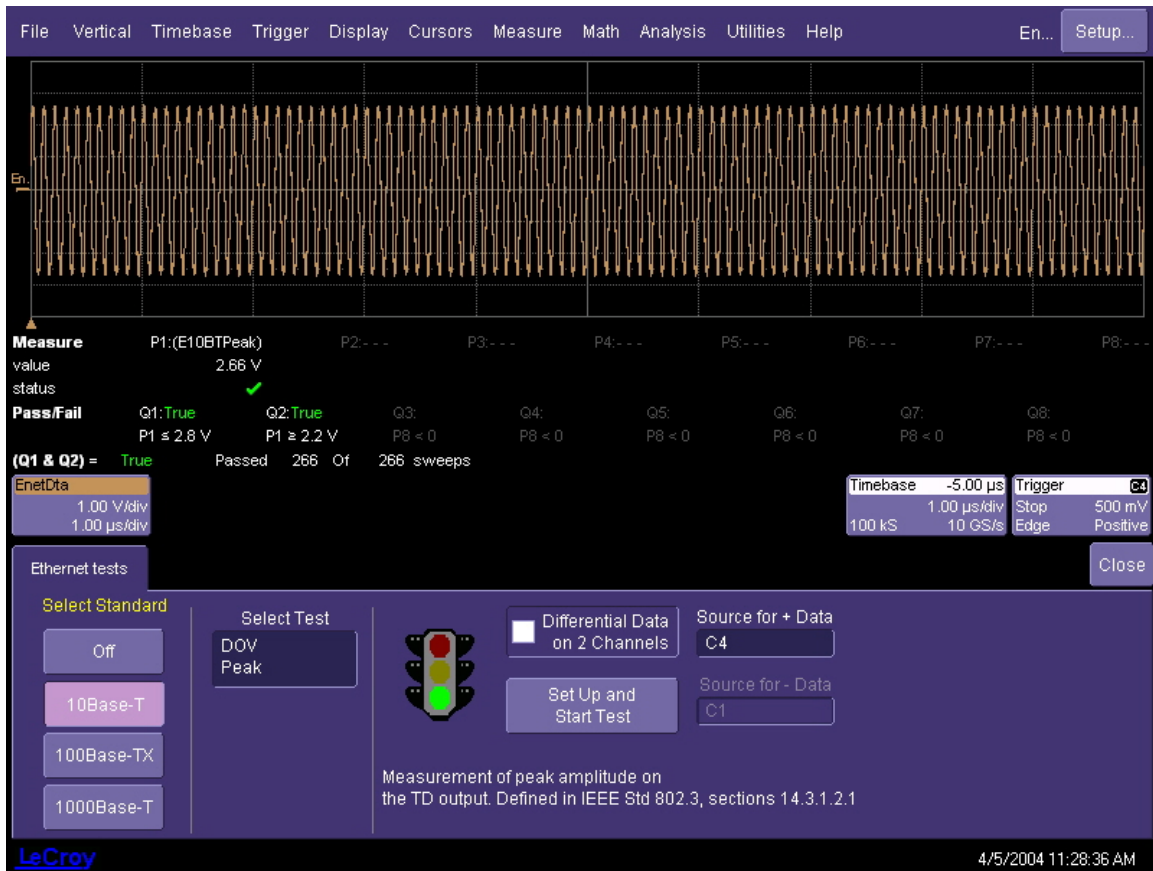 File Vertical Timebase Trigger Display Cursors Measure Math Analysis Utilities Help En... Setup...
En.
Measure P1:(E10BTPeak) P2:- - - P3:- - - P4:- - - P5:- - - P6:- - - P7:- - - P8:- - -
value 2.66 V
status
Pass/Fail Q1:True Q2:True Q3: Q4: Q5: Q6: Q7: Q8:
P1 ≤ 2.8 V P1 ≥ 2.2 V P8 < 0 P8 < 0 P8 < 0 P8 < 0 P8 < 0 P8 < 0
(Q1 & Q2) = True Passed 266 Of 266 sweeps
EnetDta
1.00 V/div
1.00 µs/div
Timebase -5.00 µs
1.00 µs/div
100 kS 10 GS/s
Trigger C4
Stop 500 mV
Edge Positive
Ethernet tests
Close
Select Standard
Off
10Base-T
100Base-TX
1000Base-T
Select Test
DOV
Peak
Differential Data
on 2 Channels
Set Up and
Start Test
Source for + Data
C4
Source for - Data
C1
Measurement of peak amplitude on
the TD output. Defined in IEEE Std 802.3, sections 14.3.1.2.1
LeCroy
4/5/2004 11:28:36 AM